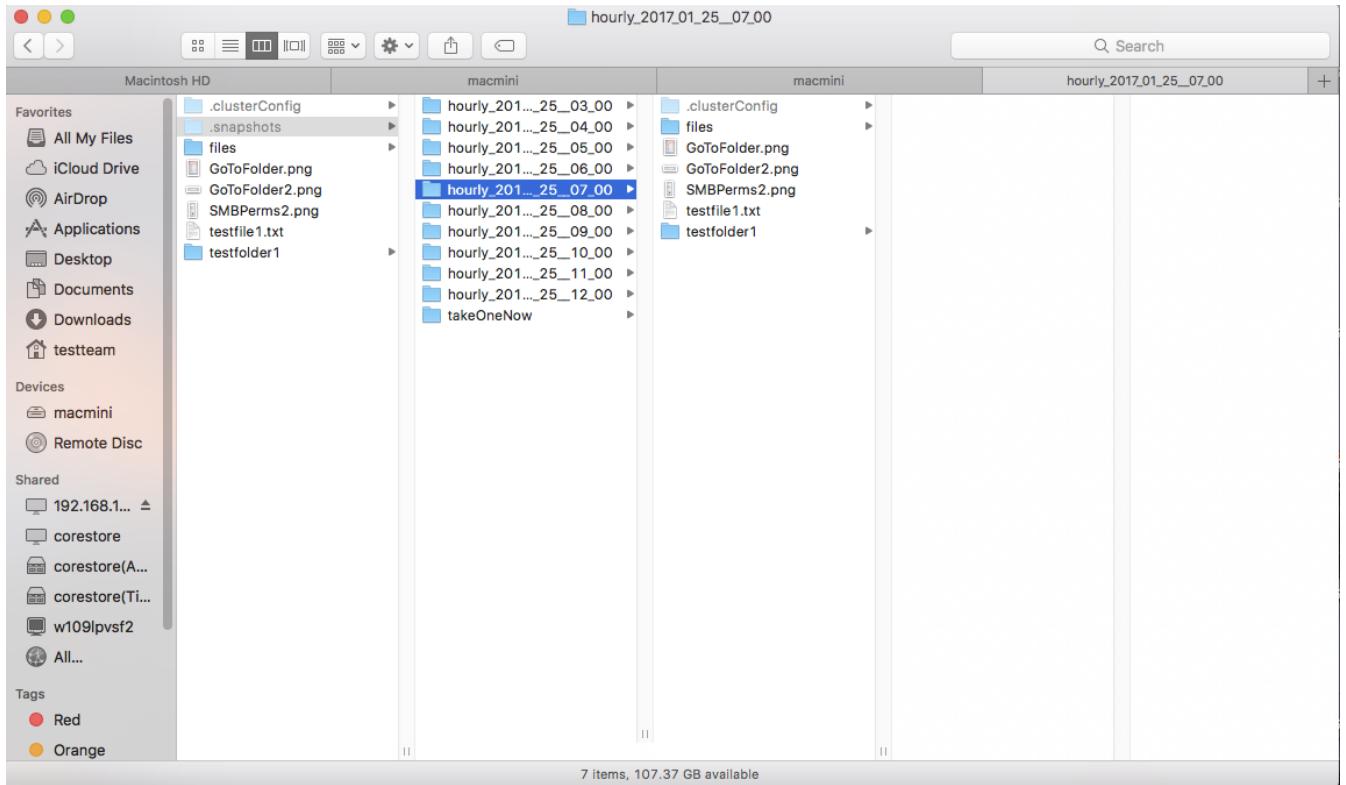 hourly_2017_01_25__07_00
Search
Macintosh HD
macmini
macmini
hourly_2017_01_25__07_00
Favorites
All My Files
iCloud Drive
AirDrop
Applications
Desktop
Documents
Downloads
testteam
Devices
macmini
Remote Disc
Shared
192.168.1...
corestore
corestore(A...
corestore(Ti...
w109lpvsf2
All...
Tags
Red
Orange
.clusterConfig
.snapshots
files
GoToFolder.png
GoToFolder2.png
SMBPerms2.png
testfile1.txt
testfolder1
hourly_201..._25__03_00
hourly_201..._25__04_00
hourly_201..._25__05_00
hourly_201..._25__06_00
hourly_201..._25__07_00
hourly_201..._25__08_00
hourly_201..._25__09_00
hourly_201..._25__10_00
hourly_201..._25__11_00
hourly_201..._25__12_00
takeOneNow
.clusterConfig
files
GoToFolder.png
GoToFolder2.png
SMBPerms2.png
testfile1.txt
testfolder1
7 items, 107.37 GB available